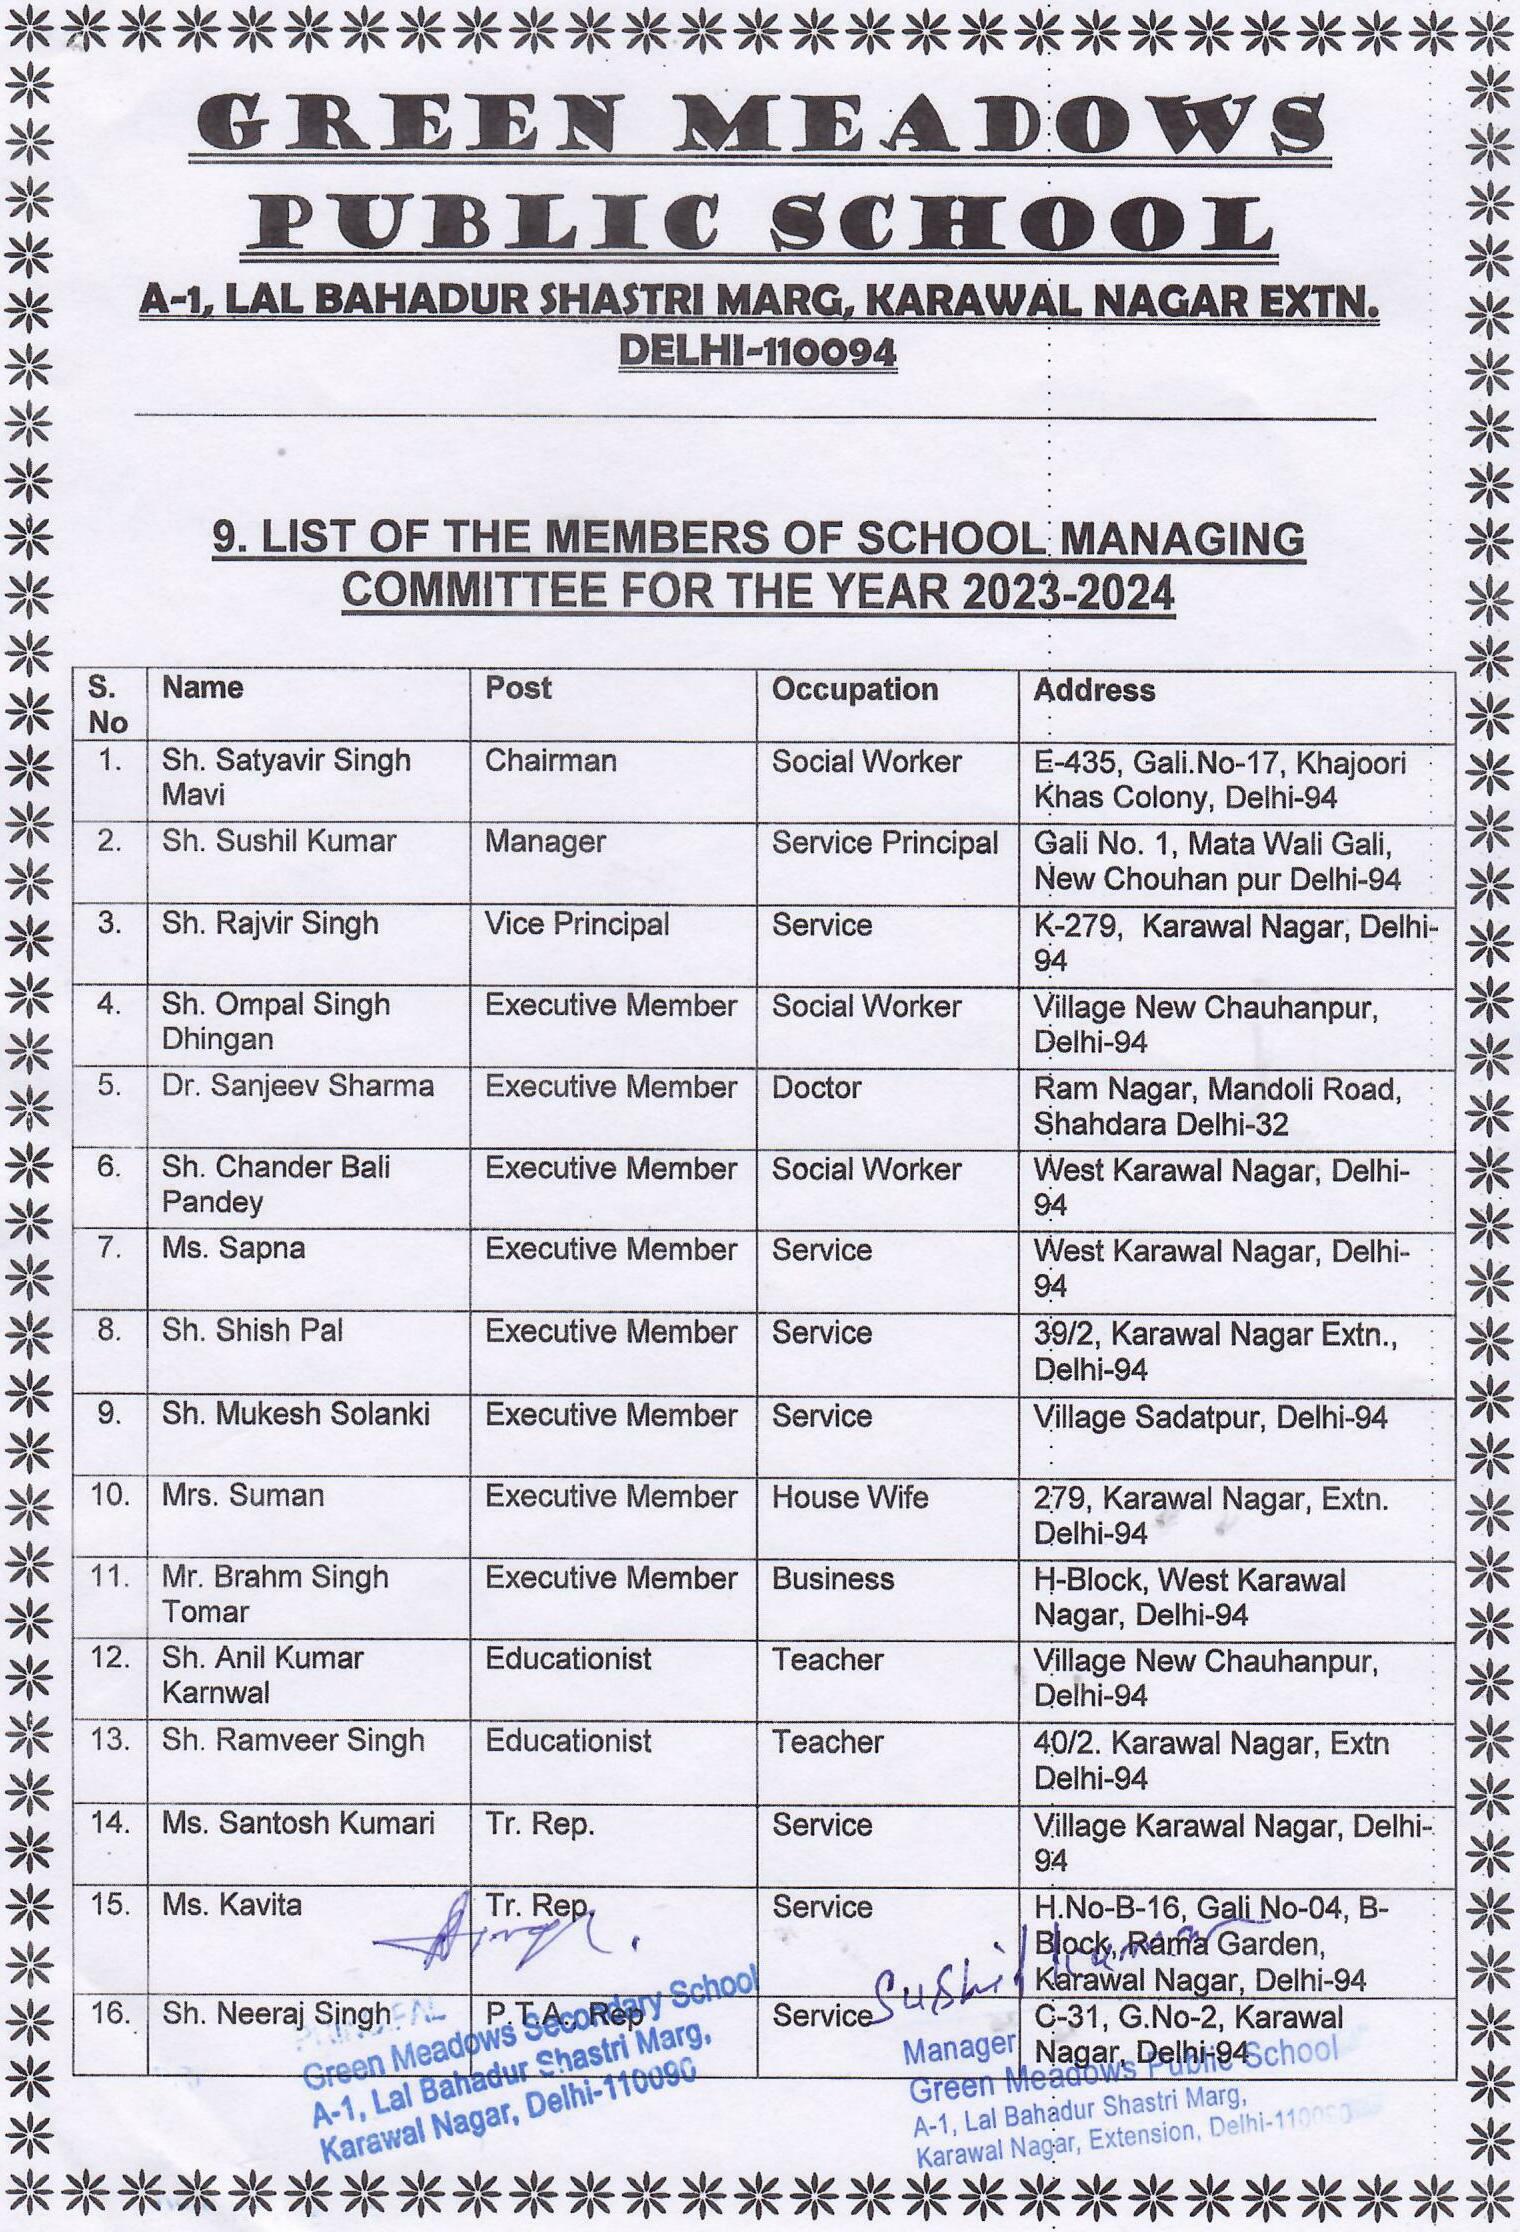 GREEN MEADOWS
PUBLIC SCHOOL
A-1, LAL BAHADUR SHASTRI MARG, KARAWAL NAGAR EXTN.
DELHI-110094
9. LIST OF THE MEMBERS OF SCHOOL MANAGING
COMMITTEE FOR THE YEAR 2023-2024
S. No Name Post Occupation Address
1. Sh. Satyavir Singh Mavi Chairman Social Worker E-435, Gali.No-17, Khajoori Khas Colony, Delhi-94
2. Sh. Sushil Kumar Manager Service Principal Gali No. 1, Mata Wali Gali, New Chouhan pur Delhi-94
3. Sh. Rajvir Singh Vice Principal Service K-279, Karawal Nagar, Delhi-94
4. Sh. Ompal Singh Dhingan Executive Member Social Worker Village New Chauhanpur, Delhi-94
5. Dr. Sanjeev Sharma Executive Member Doctor Ram Nagar, Mandoli Road, Shahdara Delhi-32
6. Sh. Chander Bali Pandey Executive Member Social Worker West Karawal Nagar, Delhi-94
7. Ms. Sapna Executive Member Service West Karawal Nagar, Delhi-94
8. Sh. Shish Pal Executive Member Service 39/2, Karawal Nagar Extn., Delhi-94
9. Sh. Mukesh Solanki Executive Member Service Village Sadatpur, Delhi-94
10. Mrs. Suman Executive Member House Wife 279, Karawal Nagar, Extn. Delhi-94
11. Mr. Brahm Singh Tomar Executive Member Business H-Block, West Karawal Nagar, Delhi-94
12. Sh. Anil Kumar Karnwal Educationist Teacher Village New Chauhanpur, Delhi-94
13. Sh. Ramveer Singh Educationist Teacher 40/2. Karawal Nagar, Extn Delhi-94
14. Ms. Santosh Kumari Tr. Rep. Service Village Karawal Nagar, Delhi-94
15. Ms. Kavita Tr. Rep. Service H.No-B-16, Gali No-04, B-Block, Rama Garden, Karawal Nagar, Delhi-94
16. Sh. Neeraj Singh P.T.A. Rep Service C-31, G.No-2, Karawal Nagar, Delhi-94
Sushil Kumar
PRINCIPAL
Green Meadows Secondary School
A-1, Lal Bahadur Shastri Marg,
Karawal Nagar, Delhi-110090
Manager
Green Meadows Public School
A-1, Lal Bahadur Shastri Marg,
Karawal Nagar, Extension, Delhi-110090